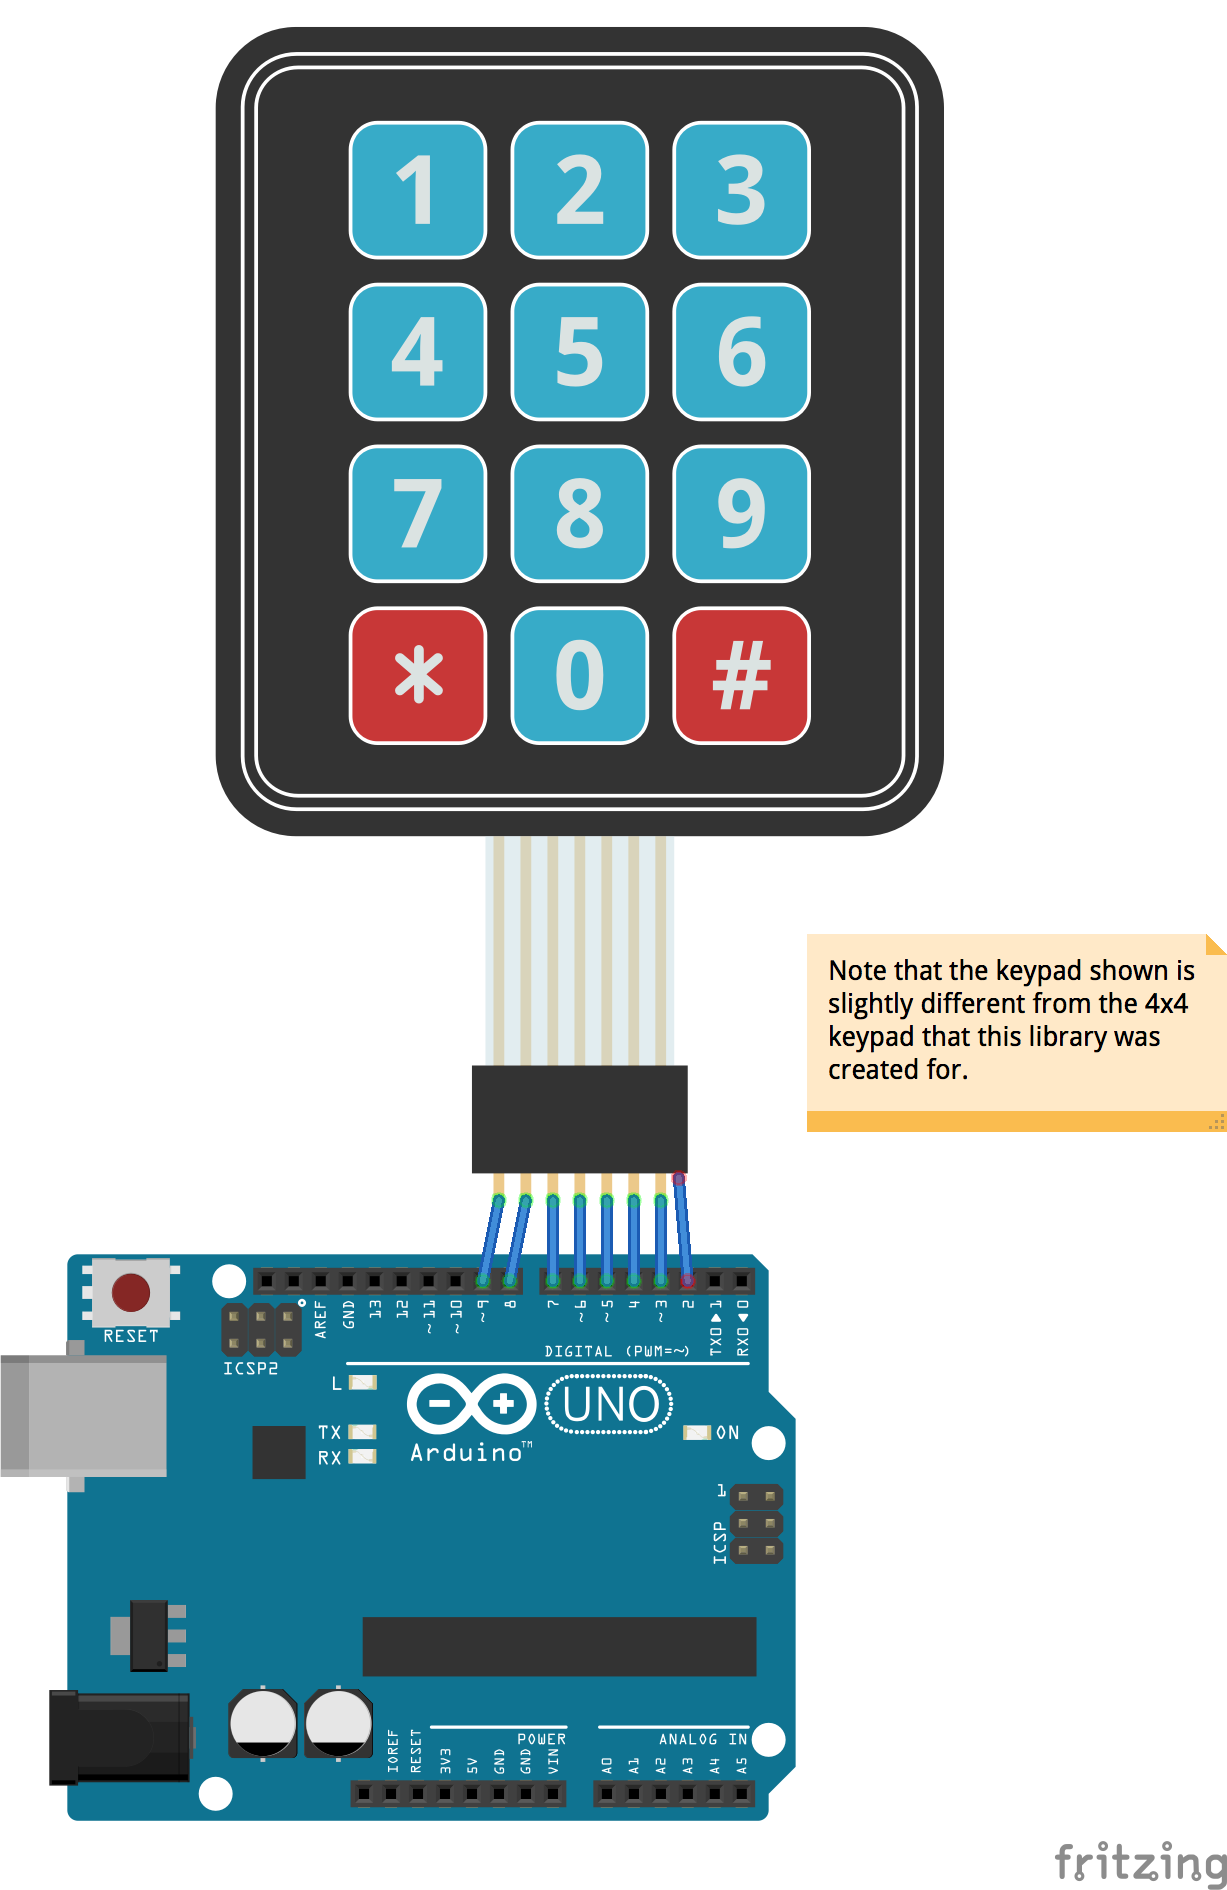 1 2 3
4 5 6
7 8 9
* 0 #
Note that the keypad shown is
slightly different from the 4x4
keypad that this library was
created for.
RESET
ICSP2
AREF
GND
13
12
~11
~10
~9
8
7
~6
~5
4
~3
2
TX0▶1
RX0◀0
DIGITAL (PWM=~)
L
TX
RX
UNO
Arduino™
ON
1
ICSP
IOREF
RESET
3V3
5V
GND
GND
VIN
POWER
ANALOG IN
A0
A1
A2
A3
A4
A5
fritzing